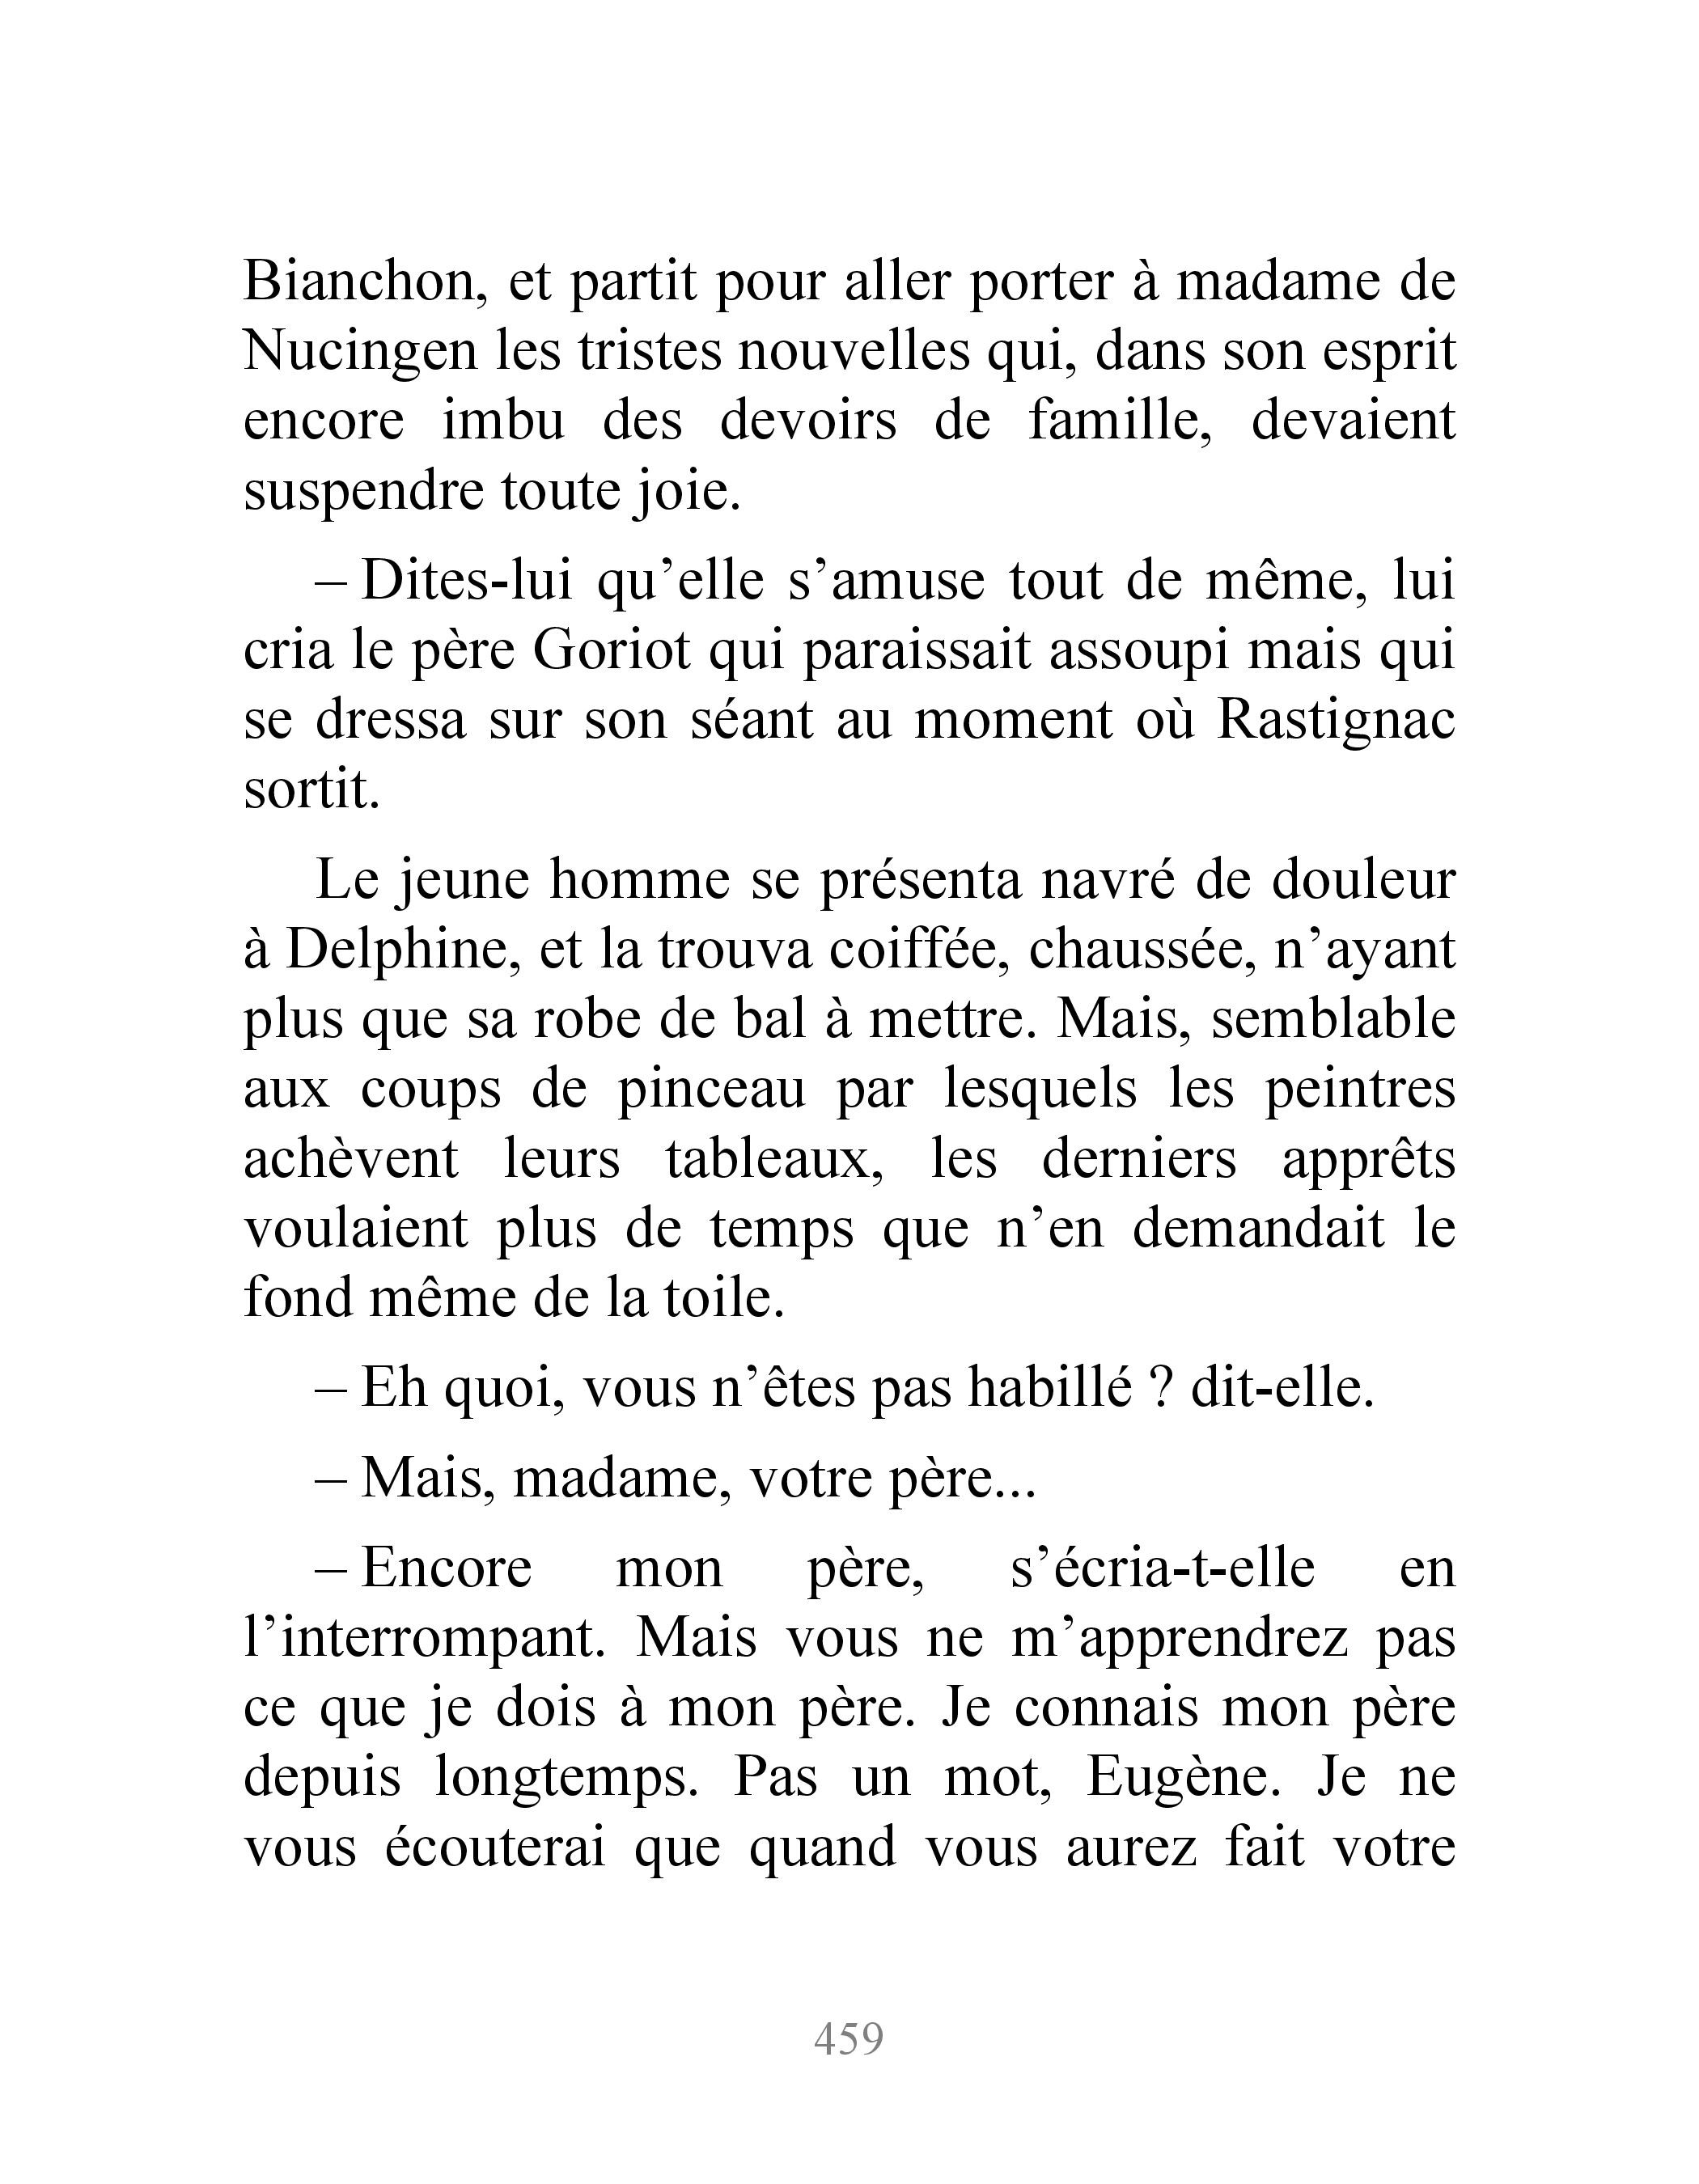 Bianchon, et partit pour aller porter à madame de
Nucingen les tristes nouvelles qui, dans son esprit
encore imbu des devoirs de famille, devaient
suspendre toute joie.
– Dites-lui qu’elle s’amuse tout de même, lui
cria le père Goriot qui paraissait assoupi mais qui
se dressa sur son séant au moment où Rastignac
sortit.
Le jeune homme se présenta navré de douleur
à Delphine, et la trouva coiffée, chaussée, n’ayant
plus que sa robe de bal à mettre. Mais, semblable
aux coups de pinceau par lesquels les peintres
achèvent leurs tableaux, les derniers apprêts
voulaient plus de temps que n’en demandait le
fond même de la toile.
– Eh quoi, vous n’êtes pas habillé ? dit-elle.
– Mais, madame, votre père...
– Encore mon père, s’écria-t-elle en
l’interrompant. Mais vous ne m’apprendrez pas
ce que je dois à mon père. Je connais mon père
depuis longtemps. Pas un mot, Eugène. Je ne
vous écouterai que quand vous aurez fait votre
459